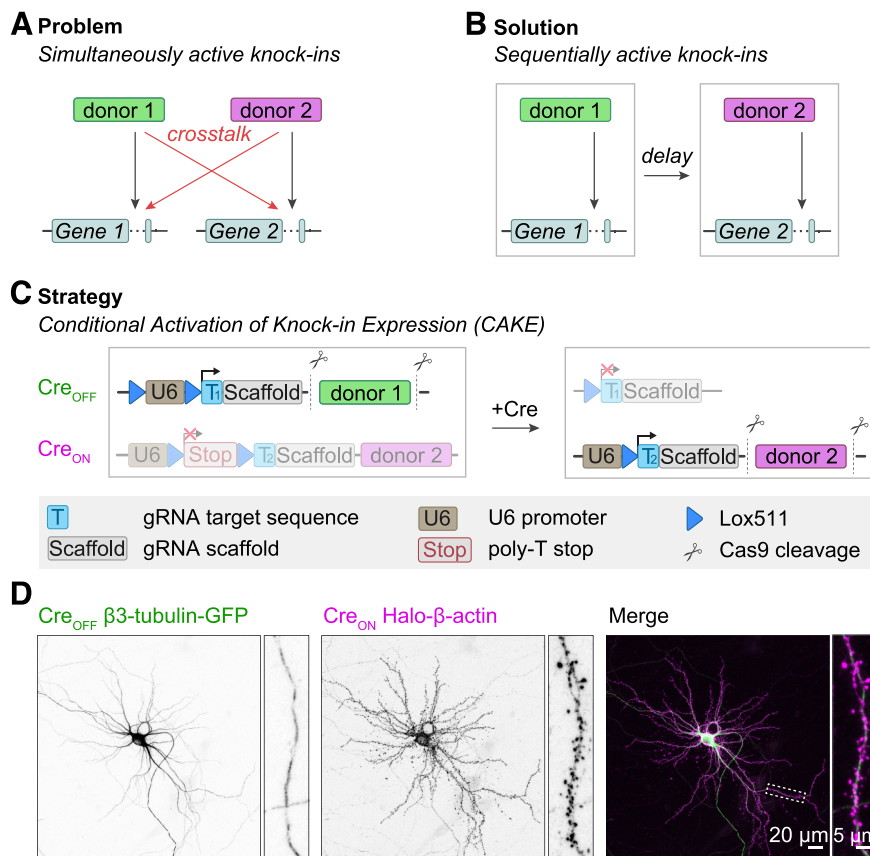 A Problem
Simultaneously active knock-ins
donor 1
donor 2
crosstalk
Gene 1
Gene 2
B Solution
Sequentially active knock-ins
donor 1
donor 2
delay
Gene 1
Gene 2
C Strategy
Conditional Activation of Knock-in Expression (CAKE)
CreOFF
U6
T1
Scaffold
donor 1
CreON
U6
Stop
T2
Scaffold
donor 2
+Cre
T1
Scaffold
U6
T2
Scaffold
donor 2
T gRNA target sequence
U6 U6 promoter
Lox511
Scaffold gRNA scaffold
Stop poly-T stop
Cas9 cleavage
D
CreOFF β3-tubulin-GFP
CreON Halo-β-actin
Merge
20 μm
5 μm